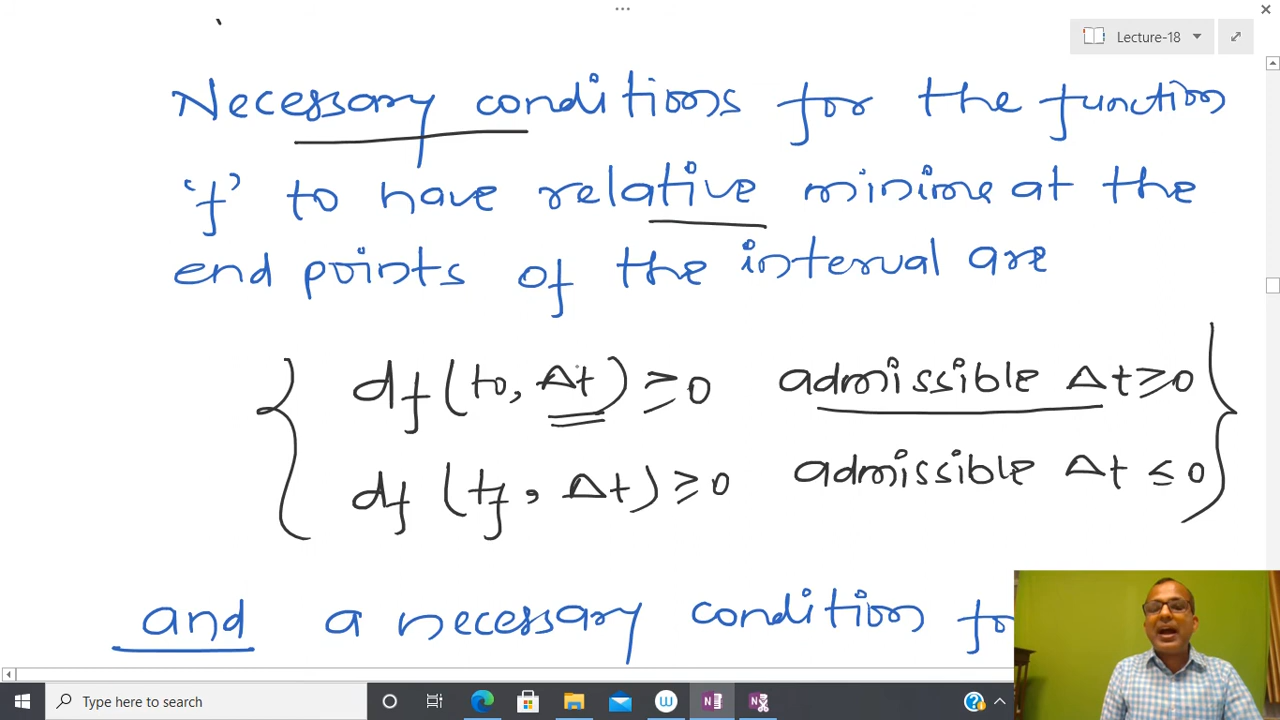 Lecture-18
Necessary conditions for the function
'f' to have relative minima at the
end points of the interval are
df(to, Δt) ≥ 0 admissible Δt ≥ 0
df(tf, Δt) ≥ 0 admissible Δt ≤ 0
and a necessary condition fo
Type here to search